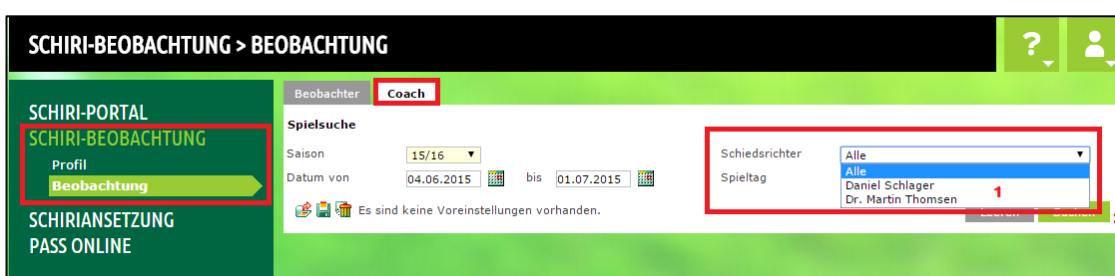 SCHIRI-BEOBACHTUNG > BEOBACHTUNG
?
SCHIRI-PORTAL
SCHIRI-BEOBACHTUNG
Profil
Beobachtung
SCHIRIANSETZUNG
PASS ONLINE
Beobachter Coach
Spielsuche
Saison 15/16 Schiedsrichter Alle
Datum von 04.06.2015 bis 01.07.2015 Spieltag
Alle
Daniel Schlager
Dr. Martin Thomsen
1
Es sind keine Voreinstellungen vorhanden.
Leeren Suchen